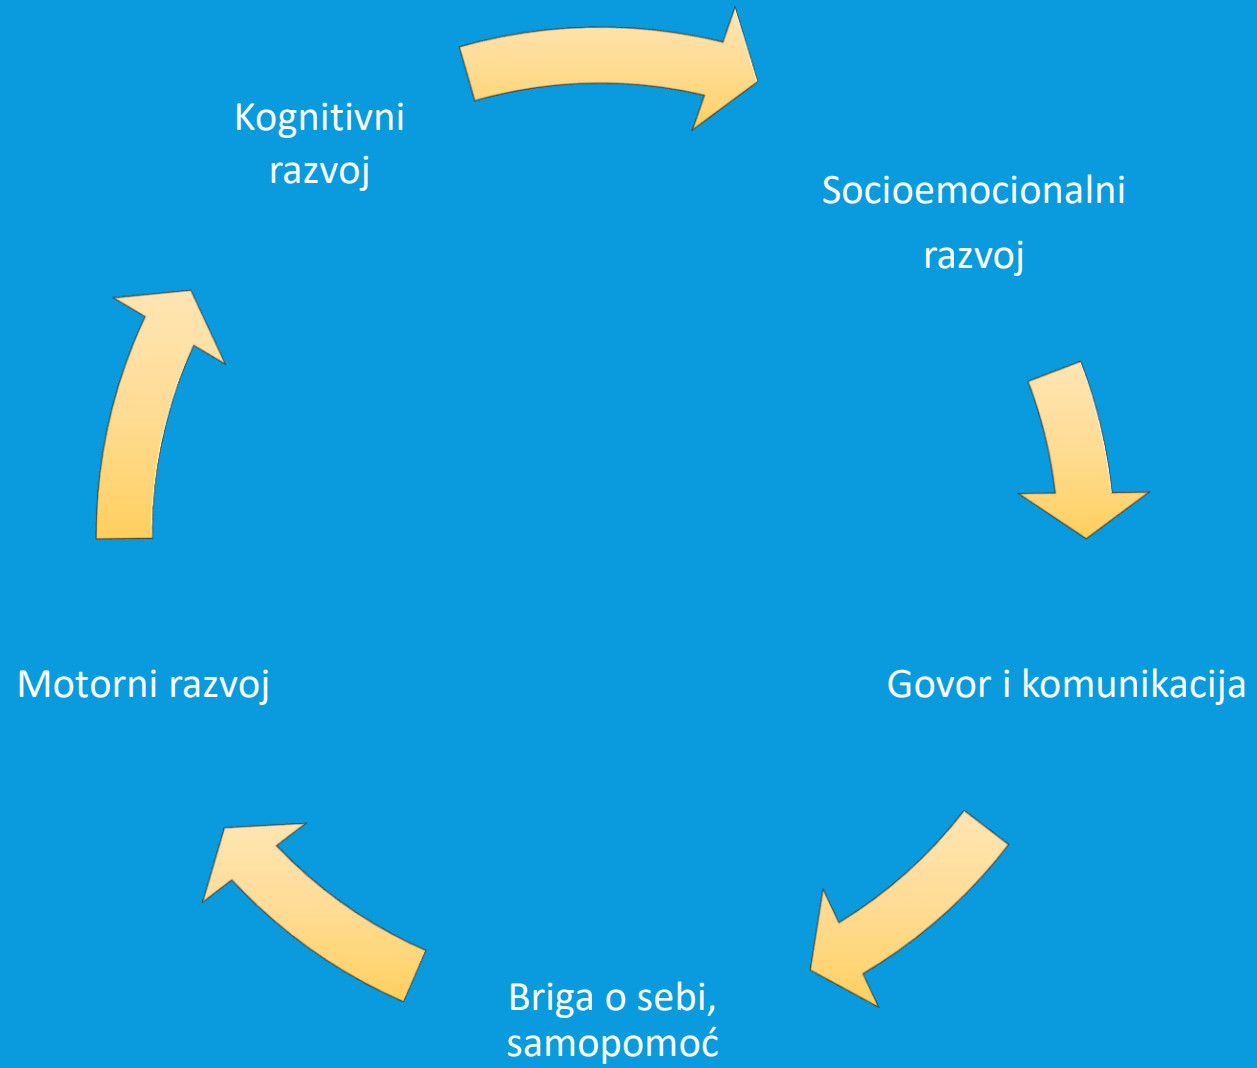 Kognitivni
razvoj
Socioemocionalni
razvoj
Motorni razvoj
Govor i komunikacija
Briga o sebi,
samopomoć